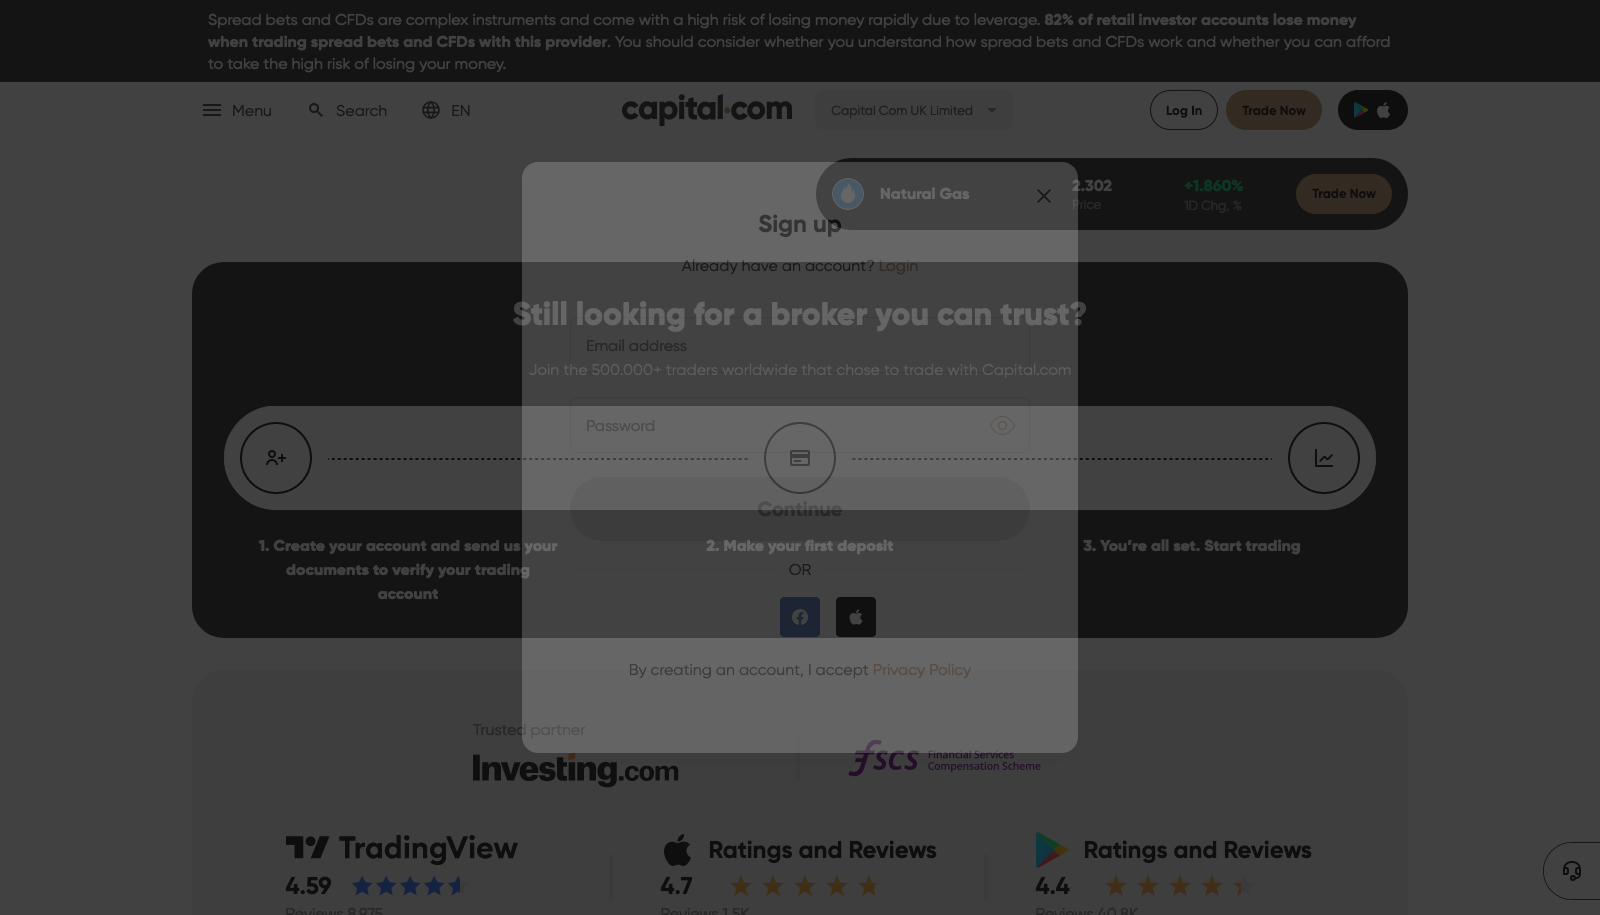 Spread bets and CFDs are complex instruments and come with a high risk of losing money rapidly due to leverage. 82% of retail investor accounts lose money
when trading spread bets and CFDs with this provider. You should consider whether you understand how spread bets and CFDs work and whether you can afford
to take the high risk of losing your money.
Menu
Search
EN
capital.com
Capital Com UK Limited
Log In
Trade Now
Natural Gas
2.302
Price
+1.860%
1D Chg, %
Trade Now
Sign up
Already have an account? Login
Still looking for a broker you can trust?
Email address
Join the 500.000+ traders worldwide that chose to trade with Capital.com
Password
Continue
1. Create your account and send us your
documents to verify your trading
account
2. Make your first deposit
3. You’re all set. Start trading
OR
By creating an account, I accept Privacy Policy
Trusted partner
Investing.com
fscs
Financial Services
Compensation Scheme
TradingView
4.59
Reviews 8,975
Ratings and Reviews
4.7
Reviews 1.5K
Ratings and Reviews
4.4
Reviews 40.8K